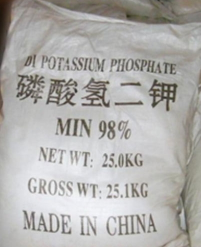 DI POTASSIUM PHOSPHATE
磷酸氢二钾
MIN 98%
NET WT: 25.0KG
GROSS WT: 25.1KG
MADE IN CHINA